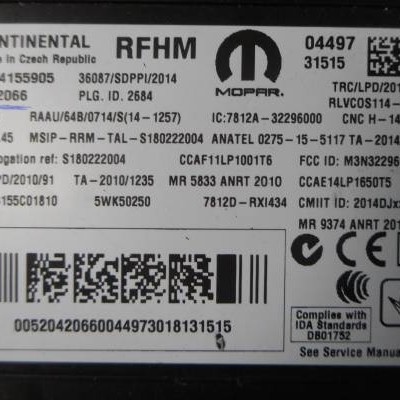 NTINENTAL RFHM 04497
in Czech Republic 31515
4155905 36087/SDPPI/2014 MOPAR. TRC/LPD/201
2066 PLG. ID. 2684 RLVCOS114-
RAAU/64B/0714/S(14-1257) IC:7812A-32296000 CNC H-14
.45 MSIP-RRM-TAL-S180222004 ANATEL 0275-15-5117 TA-2014
ogation ref: S180222004 CCAF11LP1001T6 FCC ID: M3N32296
PD/2010/91 TA-2010/1235 MR 5833 ANRT 2010 CCAE14LP1650T5
155C01810 5WK50250 7812D-RXI434 CMIIT ID: 2014DJx
MR 9374 ANRT 201
Complies with
IDA Standards
DB01752
00520420660044973018131515
See Service Manua